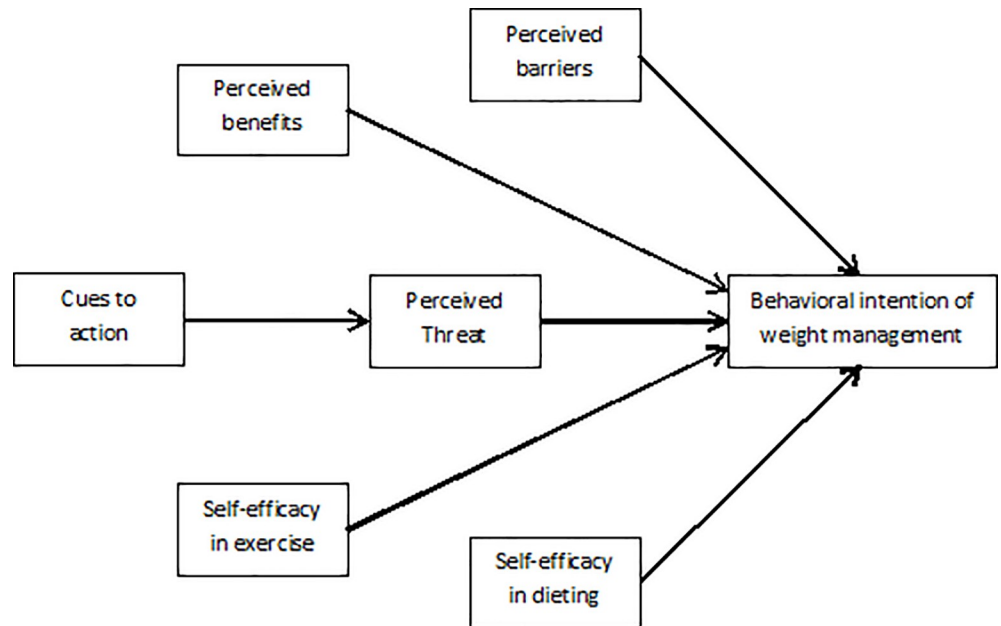 Perceived
barriers
Perceived
benefits
Cues to
action
Perceived
Threat
Behavioral intention of
weight management
Self-efficacy
in exercise
Self-efficacy
in dieting